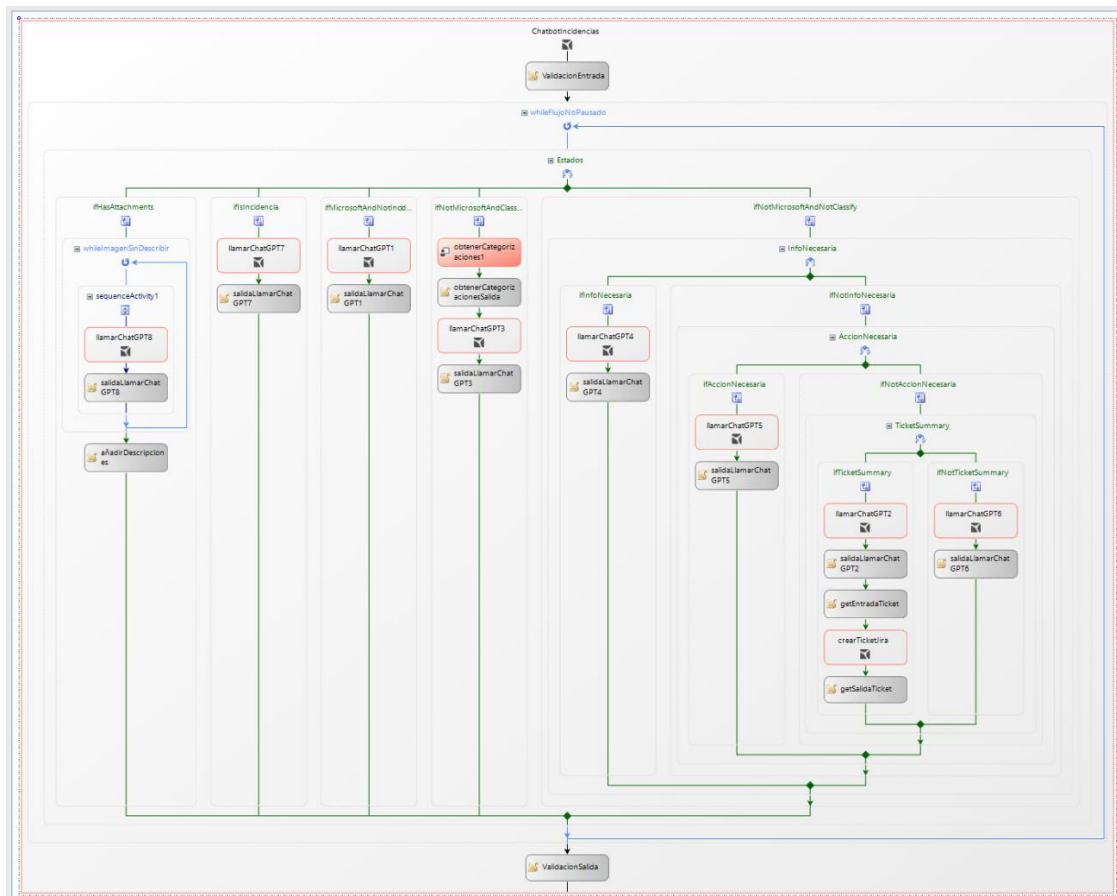 ChatbotIncidencias
ValidacionEntrada
whileFlujoNoPausado
Estados
ifHasAttachments
ifIsIncidencia
ifMicrosoftAndNotIncid...
ifNotMicrosoftAndClass...
ifNotMicrosoftAndNotClassify
whileImagenSinDescribir
sequenceActivity1
llamarChatGPT8
salidaLlamarChat
GPT8
añadirDescripcion
es
llamarChatGPT7
salidaLlamarChat
GPT7
llamarChatGPT1
salidaLlamarChat
GPT1
obtenerCategoriz
aciones1
obtenerCategoriz
acionesSalida
llamarChatGPT3
salidaLlamarChat
GPT3
InfoNecesaria
ifInfoNecesaria
ifNotInfoNecesaria
llamarChatGPT4
salidaLlamarChat
GPT4
AccionNecesaria
ifAccionNecesaria
ifNotAccionNecesaria
llamarChatGPT5
salidaLlamarChat
GPT5
TicketSummary
ifTicketSummary
ifNotTicketSummary
llamarChatGPT2
salidaLlamarChat
GPT2
getEntradaTicket
crearTicketJira
getSalidaTicket
llamarChatGPT6
salidaLlamarChat
GPT6
ValidacionSalida